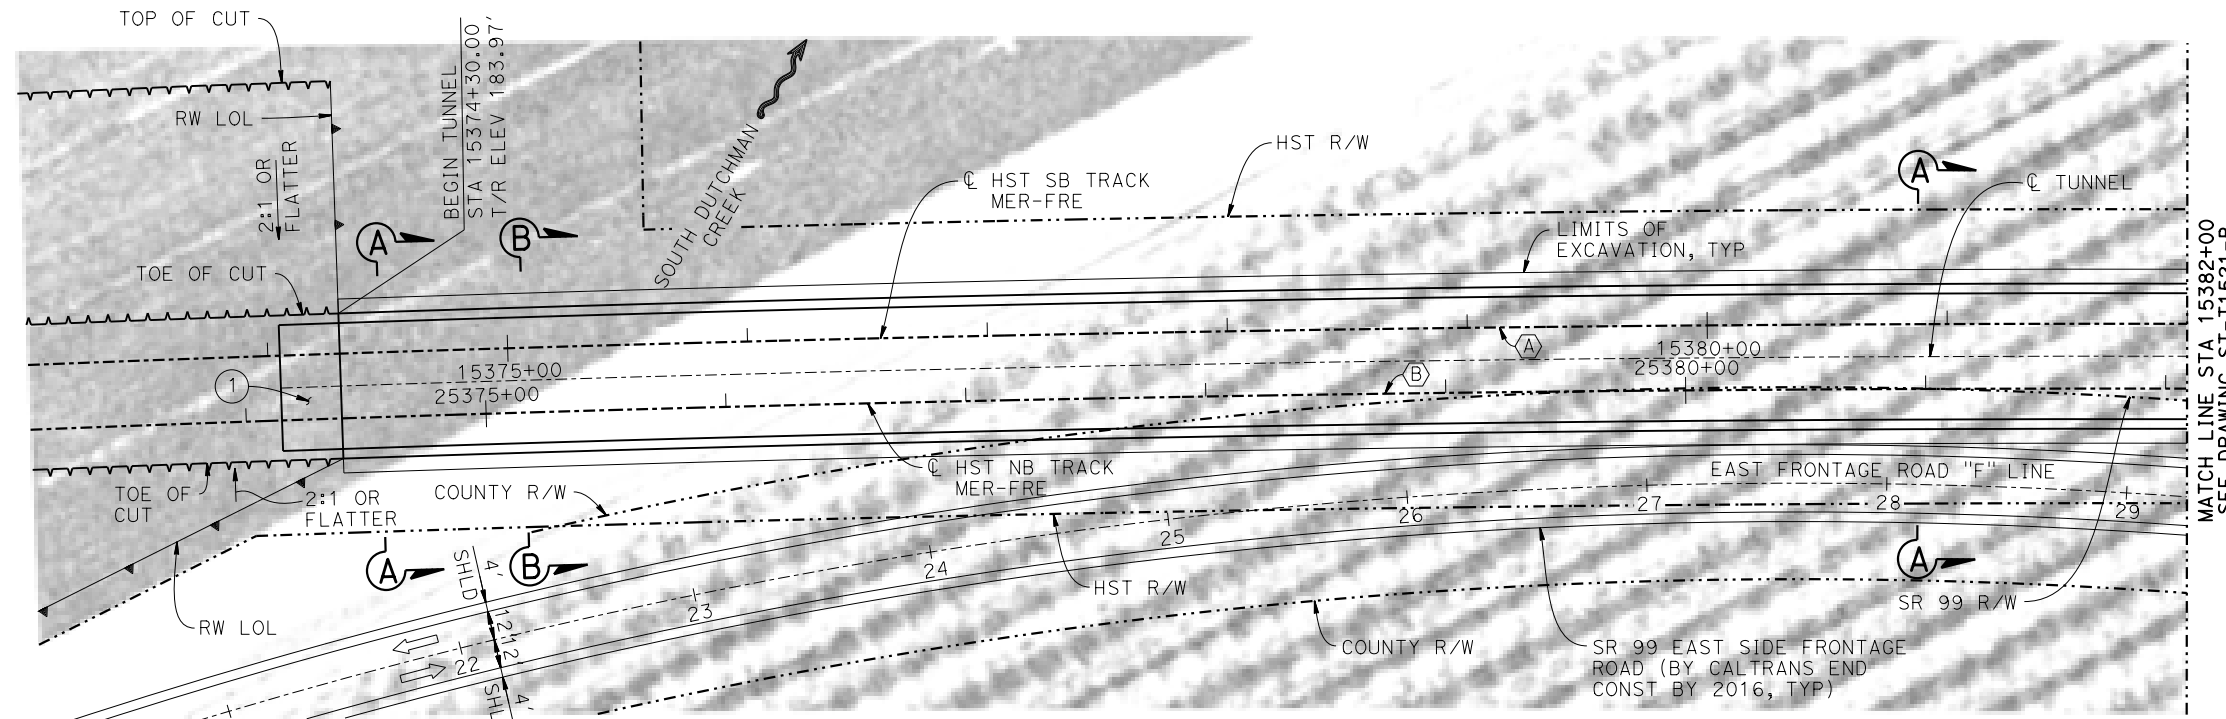 TOP OF CUT
RW LOL
2:1 OR
FLATTER
BEGIN TUNNEL
STA 15374+30.00
T/R ELEV 183.97'
SOUTH DUTCHMAN
CREEK
HST R/W
℄ HST SB TRACK
MER-FRE
A
℄ TUNNEL
A
B
LIMITS OF
EXCAVATION, TYP
TOE OF CUT
MATCH LINE STA 15382+00
SEE DRAWING ST-T1531-B
1
15375+00
25375+00
A
B
15380+00
25380+00
℄ HST NB TRACK
MER-FRE
EAST FRONTAGE ROAD "F" LINE
TOE OF
CUT
2:1 OR
FLATTER
COUNTY R/W
A
B
22
23
24
25
26
27
28
29
A
4'
SHLD
12'
12'
4'
HST R/W
SR 99 R/W
RW LOL
COUNTY R/W
SR 99 EAST SIDE FRONTAGE
ROAD (BY CALTRANS END
CONST BY 2016, TYP)